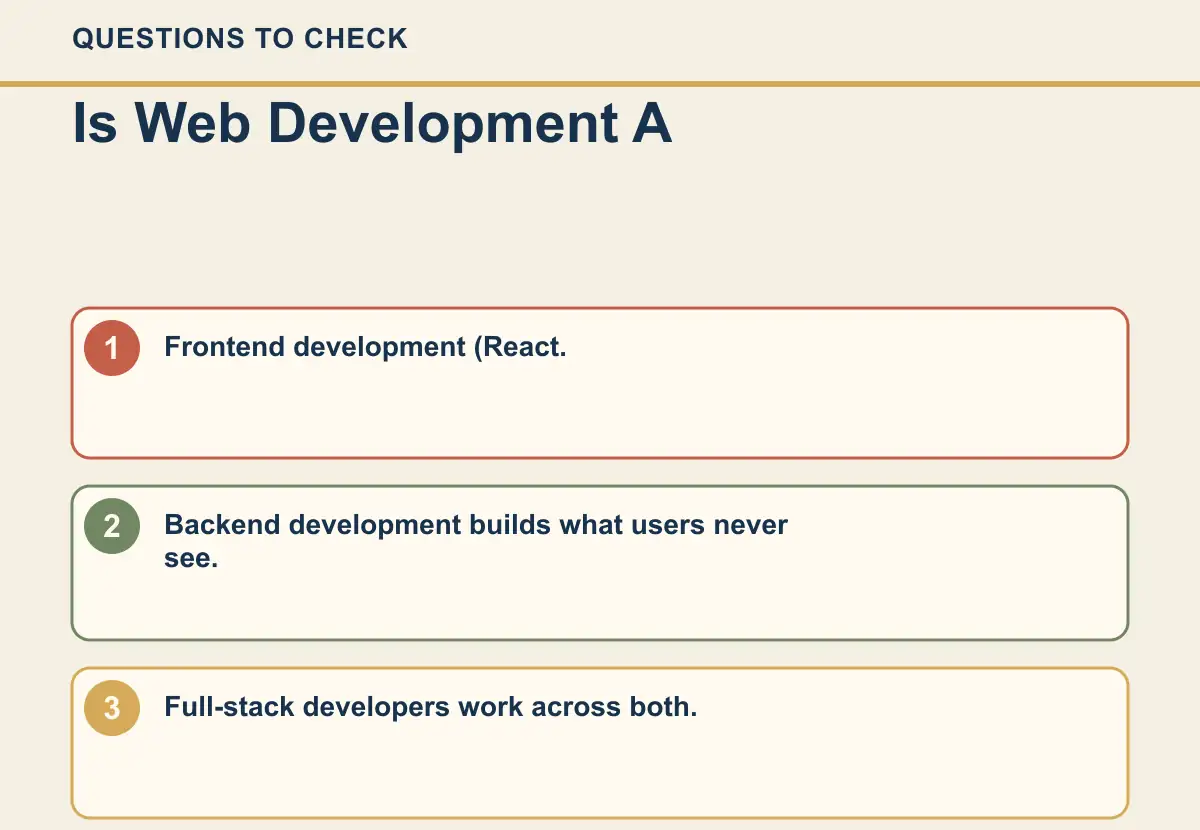 QUESTIONS TO CHECK
Is Web Development A
1
Frontend development (React.
2
Backend development builds what users never
see.
3
Full-stack developers work across both.